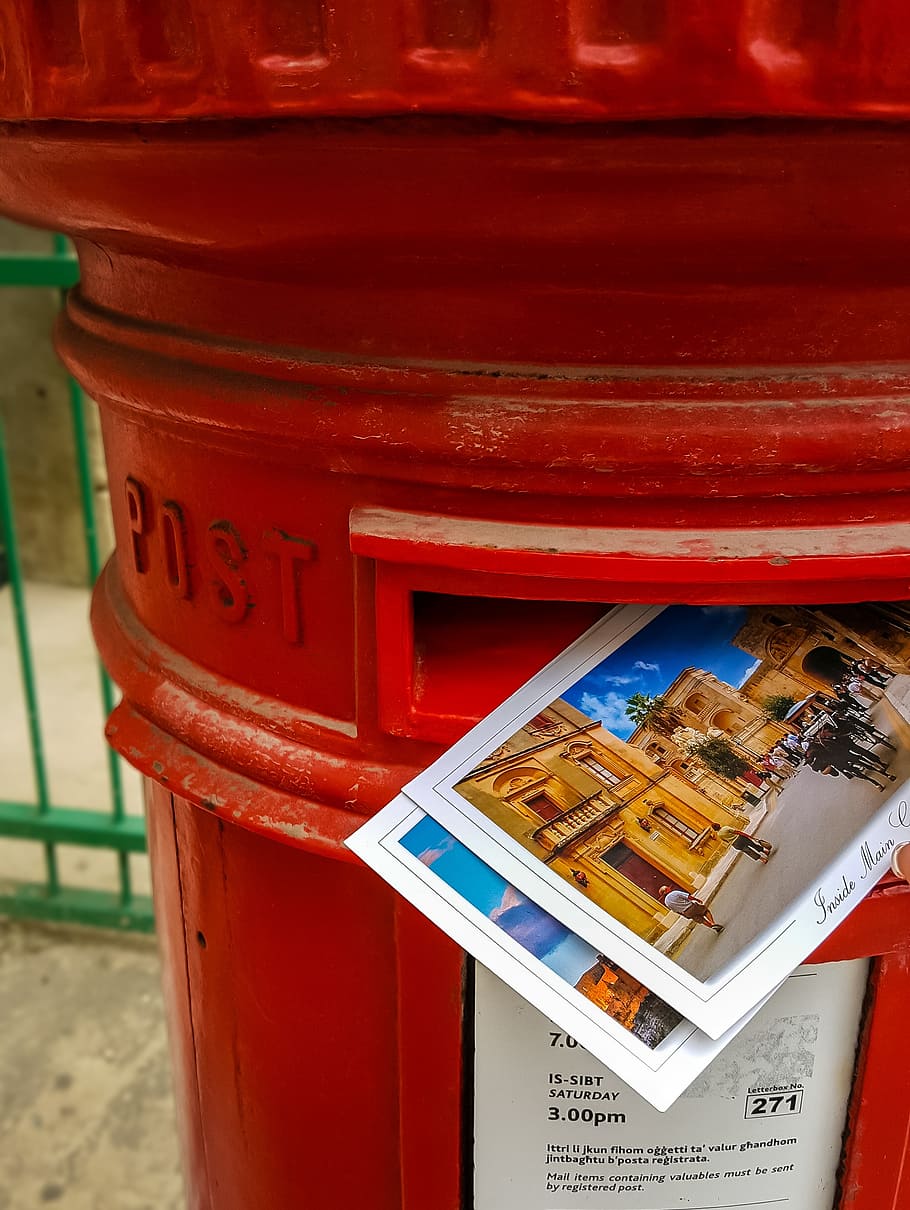 POST
Inside Main
7.0
IS-SIBT
SATURDAY
3.00pm
Letterbox No.
271
Ittri li jkun fihom oġġetti ta' valur għandhom
jintbagħtu b'posta reġistrata.
Mail items containing valuables must be sent
by registered post.